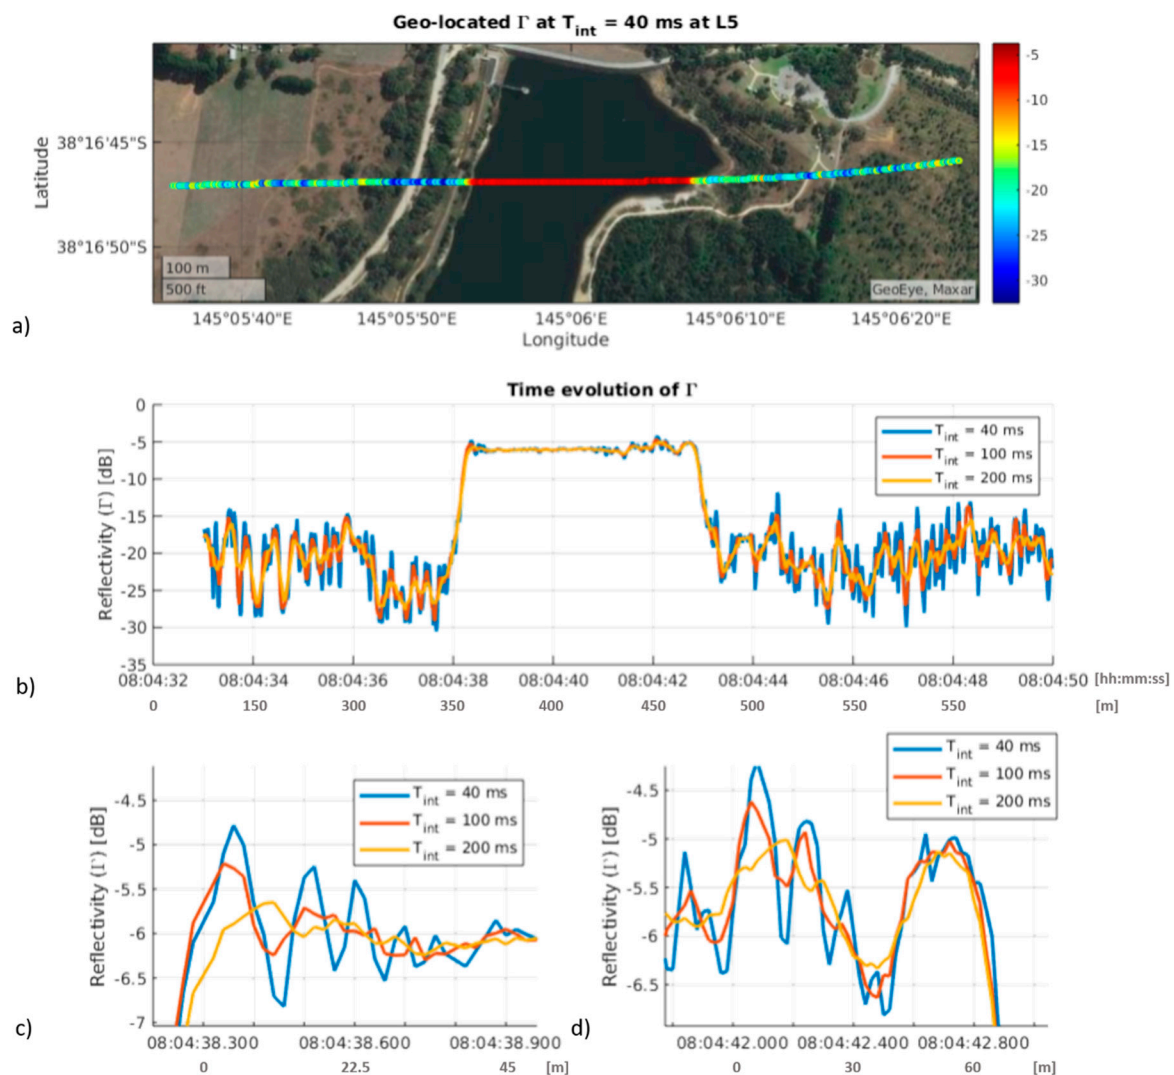 Geo-located Γ at T_int = 40 ms at L5
Latitude
38°16'45"S
38°16'50"S
100 m
500 ft
GeoEye, Maxar
-5
-10
-15
-20
-25
-30
145°05'40"E 145°05'50"E 145°06'E 145°06'10"E 145°06'20"E
Longitude
a)
Time evolution of Γ
Reflectivity (Γ) [dB]
0
-5
-10
-15
-20
-25
-30
-35
T_int = 40 ms
T_int = 100 ms
T_int = 200 ms
08:04:32 08:04:34 08:04:36 08:04:38 08:04:40 08:04:42 08:04:44 08:04:46 08:04:48 08:04:50 [hh:mm:ss]
0 150 300 350 400 450 500 550 550 [m]
b)
Reflectivity (Γ) [dB]
-4.5
-5
-5.5
-6
-6.5
-7
T_int = 40 ms
T_int = 100 ms
T_int = 200 ms
08:04:38.300 08:04:38.600 08:04:38.900
0 22.5 45 [m]
c)
Reflectivity (Γ) [dB]
-4.5
-5
-5.5
-6
-6.5
T_int = 40 ms
T_int = 100 ms
T_int = 200 ms
08:04:42.000 08:04:42.400 08:04:42.800
0 30 60 [m]
d)